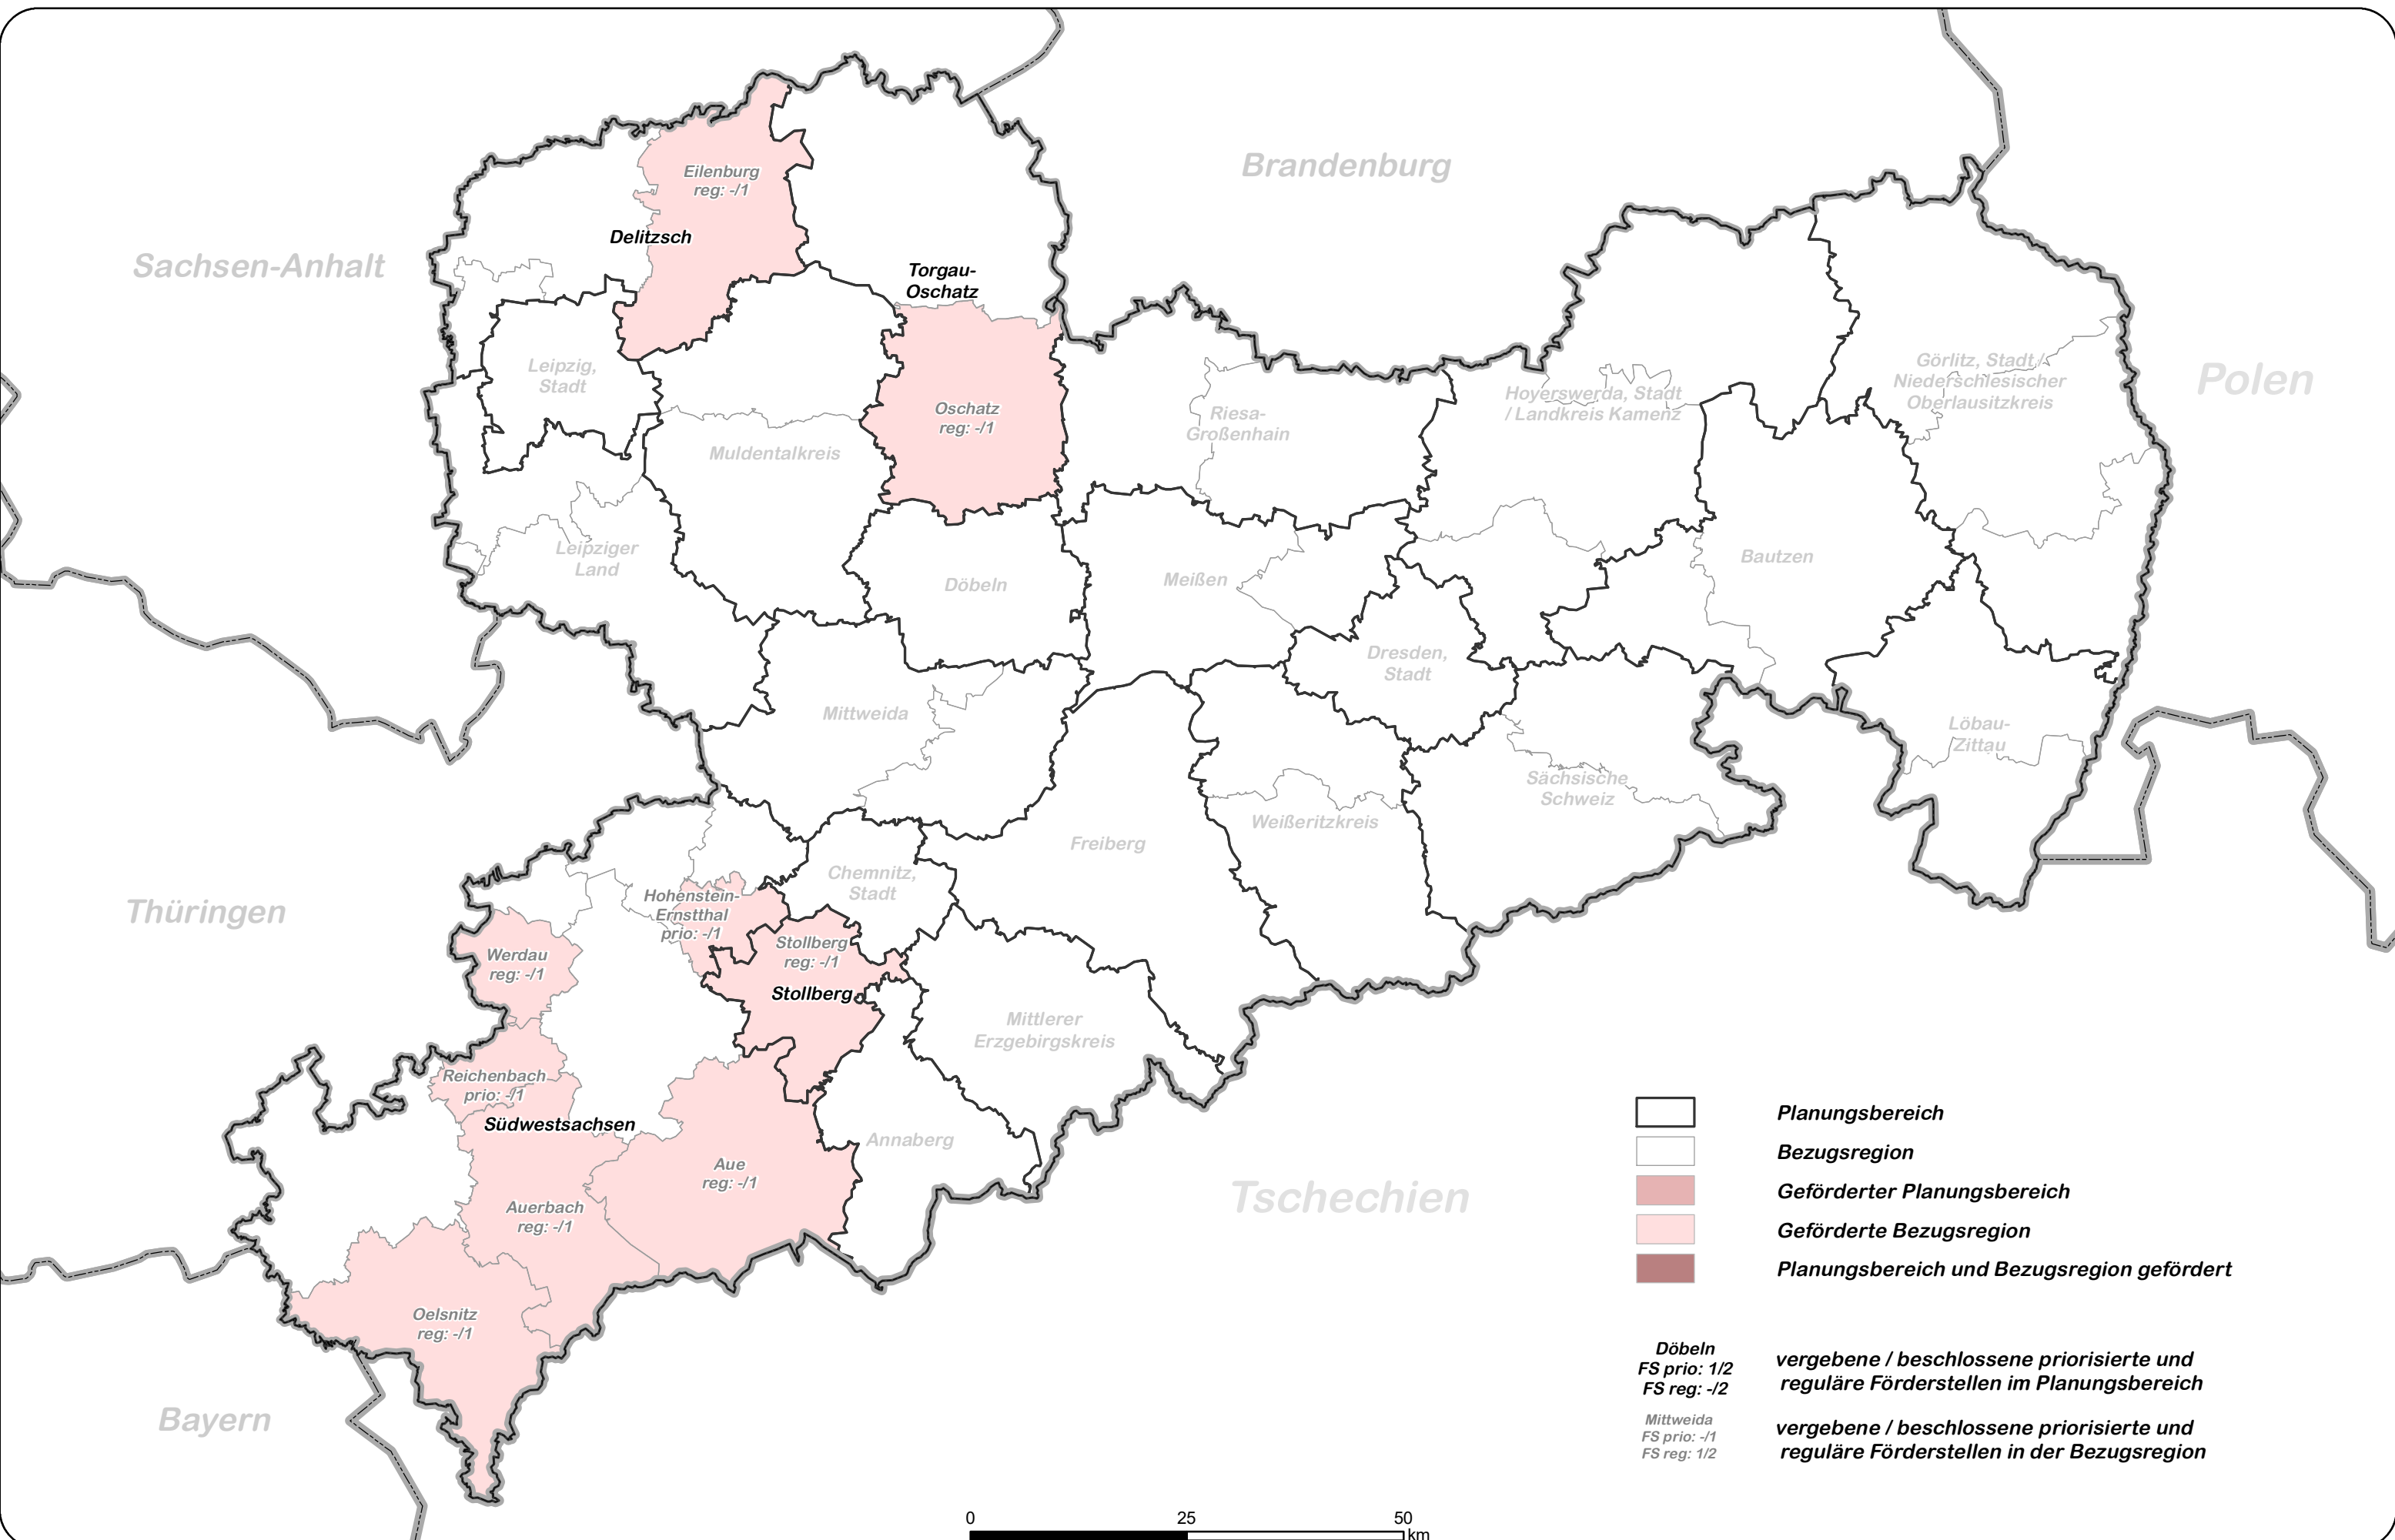 Brandenburg
Sachsen-Anhalt
Polen
Thüringen
Tschechien
Bayern
Eilenburg
reg: -/1
Delitzsch
Torgau-
Oschatz
Leipzig,
Stadt
Oschatz
reg: -/1
Muldentalkreis
Riesa-
Großenhain
Hoyerswerda, Stadt
/ Landkreis Kamenz
Görlitz, Stadt /
Niederschlesischer
Oberlausitzkreis
Leipziger
Land
Döbeln
Meißen
Bautzen
Dresden,
Stadt
Mittweida
Löbau-
Zittau
Sächsische
Schweiz
Weißeritzkreis
Freiberg
Chemnitz,
Stadt
Hohenstein-
Ernstthal
prio: -/1
Stollberg
reg: -/1
Stollberg
Werdau
reg: -/1
Mittlerer
Erzgebirgskreis
Reichenbach
prio: -/1
Südwestsachsen
Annaberg
Aue
reg: -/1
Auerbach
reg: -/1
Oelsnitz
reg: -/1
Planungsbereich
Bezugsregion
Geförderter Planungsbereich
Geförderte Bezugsregion
Planungsbereich und Bezugsregion gefördert
Döbeln
FS prio: 1/2
FS reg: -/2
vergebene / beschlossene priorisierte und
reguläre Förderstellen im Planungsbereich
Mittweida
FS prio: -/1
FS reg: 1/2
vergebene / beschlossene priorisierte und
reguläre Förderstellen in der Bezugsregion
0 25 50
km